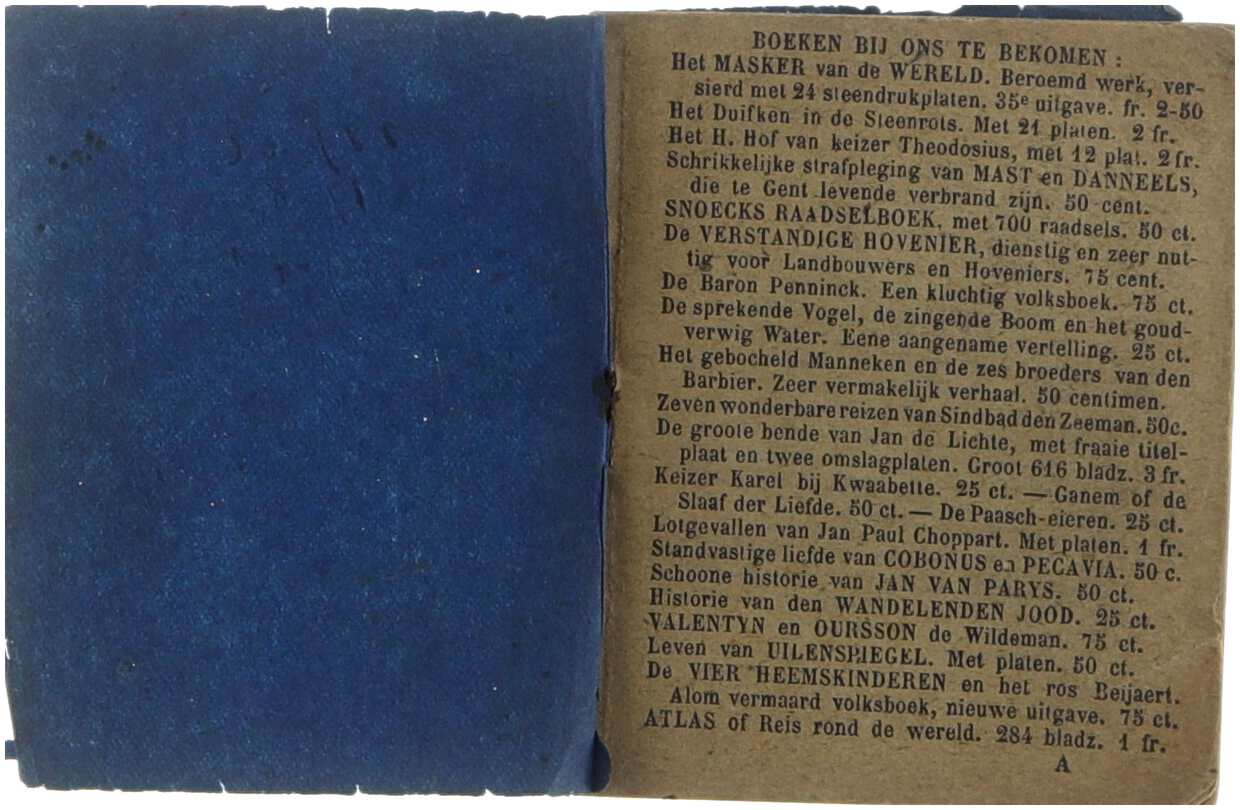 BOEKEN BIJ ONS TE BEKOMEN :
Het MASKER van de WERELD. Beroemd werk, ver-
sierd met 24 steendrukplaten. 35e uitgave. fr. 2-50
Het Duifken in de Steenrots. Met 21 platen. 2 fr.
Het H. Hof van keizer Theodosius, met 12 plat. 2 fr.
Schrikkelijke strafpleging van MAST en DANNEELS,
die te Gent levende verbrand zijn. 50 cent.
SNOECKS RAADSELBOEK, met 700 raadsels. 50 ct.
De VERSTANDIGE HOVENIER, dienstig en zeer nut-
tig voor Landbouwers en Hoveniers. 75 cent.
De Baron Penninck. Een kluchtig volksboek. 75 ct.
De sprekende Vogel, de zingende Boom en het goud-
verwig Water. Eene aangename vertelling. 25 ct.
Het gebocheld Manneken en de zes broeders van den
Barbier. Zeer vermakelijk verhaal. 50 centimen.
Zeven wonderbare reizen van Sindbad den Zeeman. 50c.
De groote bende van Jan de Lichte, met fraaie titel-
plaat en twee omslagplaten. Groot 616 bladz. 3 fr.
Keizer Karel bij Kwaabette. 25 ct. — Ganem of de
Slaaf der Liefde. 50 ct. — De Paasch-eieren. 25 ct.
Lotgevallen van Jan Paul Choppart. Met platen. 1 fr.
Standvastige liefde van COBONUS en PECAVIA. 50 c.
Schoone historie van JAN VAN PARYS. 50 ct.
Historie van den WANDELENDEN JOOD. 25 ct.
VALENTYN en OURSSON de Wildeman. 75 ct.
Leven van UILENSPIEGEL. Met platen. 50 ct.
De VIER HEEMSKINDEREN en het ros Beijaert.
Alom vermaard volksboek, nieuwe uitgave. 75 ct.
ATLAS of Reis rond de wereld. 284 bladz. 1 fr.
A